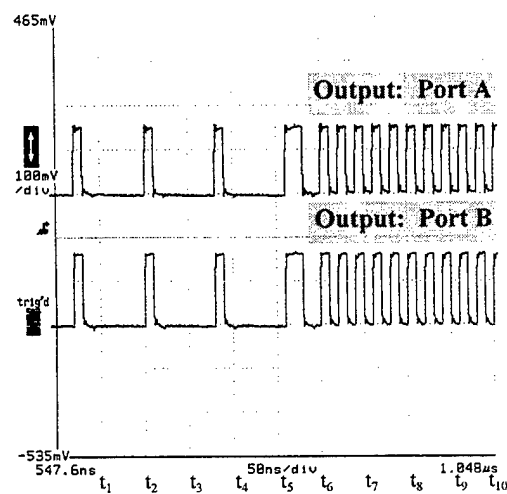 465mV
Output: Port A
100mV
/div
Output: Port B
trig'd
-535mV
547.6ns 50ns/div 1.048µs
t1 t2 t3 t4 t5 t6 t7 t8 t9 t10